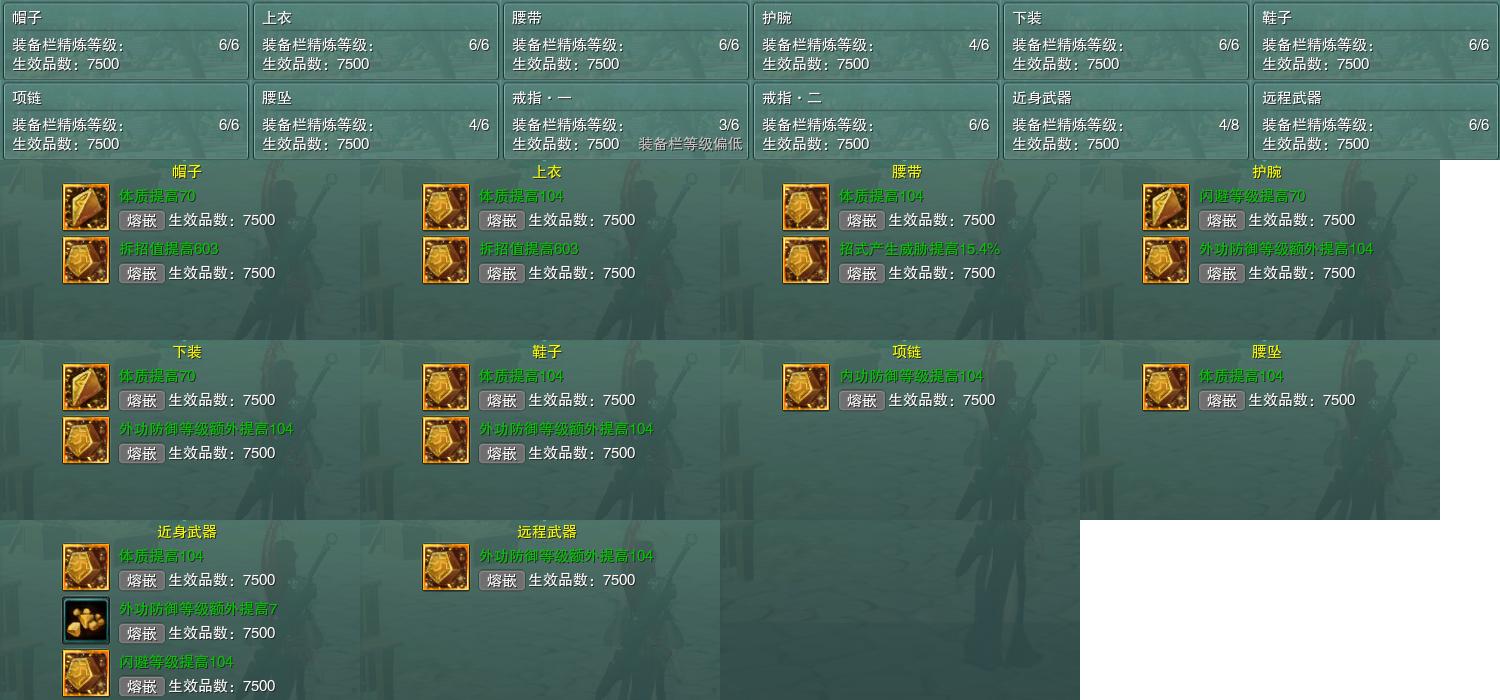 帽子
装备栏精炼等级： 6/6
生效品数：7500
上衣
装备栏精炼等级： 6/6
生效品数：7500
腰带
装备栏精炼等级： 6/6
生效品数：7500
护腕
装备栏精炼等级： 4/6
生效品数：7500
下装
装备栏精炼等级： 6/6
生效品数：7500
鞋子
装备栏精炼等级： 6/6
生效品数：7500
项链
装备栏精炼等级： 6/6
生效品数：7500
腰坠
装备栏精炼等级： 4/6
生效品数：7500
戒指·一
装备栏精炼等级： 3/6
生效品数：7500 装备栏等级偏低
戒指·二
装备栏精炼等级： 6/6
生效品数：7500
近身武器
装备栏精炼等级： 4/8
生效品数：7500
远程武器
装备栏精炼等级： 6/6
生效品数：7500
帽子
体质提高70
熔嵌 生效品数：7500
拆招值提高603
熔嵌 生效品数：7500
上衣
体质提高104
熔嵌 生效品数：7500
拆招值提高603
熔嵌 生效品数：7500
腰带
体质提高104
熔嵌 生效品数：7500
招式产生威胁提高15.4%
熔嵌 生效品数：7500
护腕
闪避等级提高70
熔嵌 生效品数：7500
外功防御等级额外提高104
熔嵌 生效品数：7500
下装
体质提高70
熔嵌 生效品数：7500
外功防御等级额外提高104
熔嵌 生效品数：7500
鞋子
体质提高104
熔嵌 生效品数：7500
外功防御等级额外提高104
熔嵌 生效品数：7500
项链
内功防御等级提高104
熔嵌 生效品数：7500
腰坠
体质提高104
熔嵌 生效品数：7500
近身武器
体质提高104
熔嵌 生效品数：7500
外功防御等级额外提高7
熔嵌 生效品数：7500
闪避等级提高104
熔嵌 生效品数：7500
远程武器
外功防御等级额外提高104
熔嵌 生效品数：7500